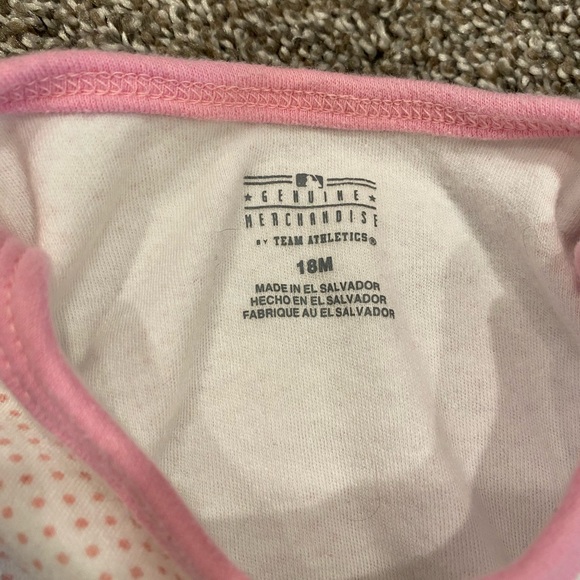 GENUINE
MERCHANDISE
BY TEAM ATHLETICS®
18M
MADE IN EL SALVADOR
HECHO EN EL SALVADOR
FABRIQUE AU EL SALVADOR